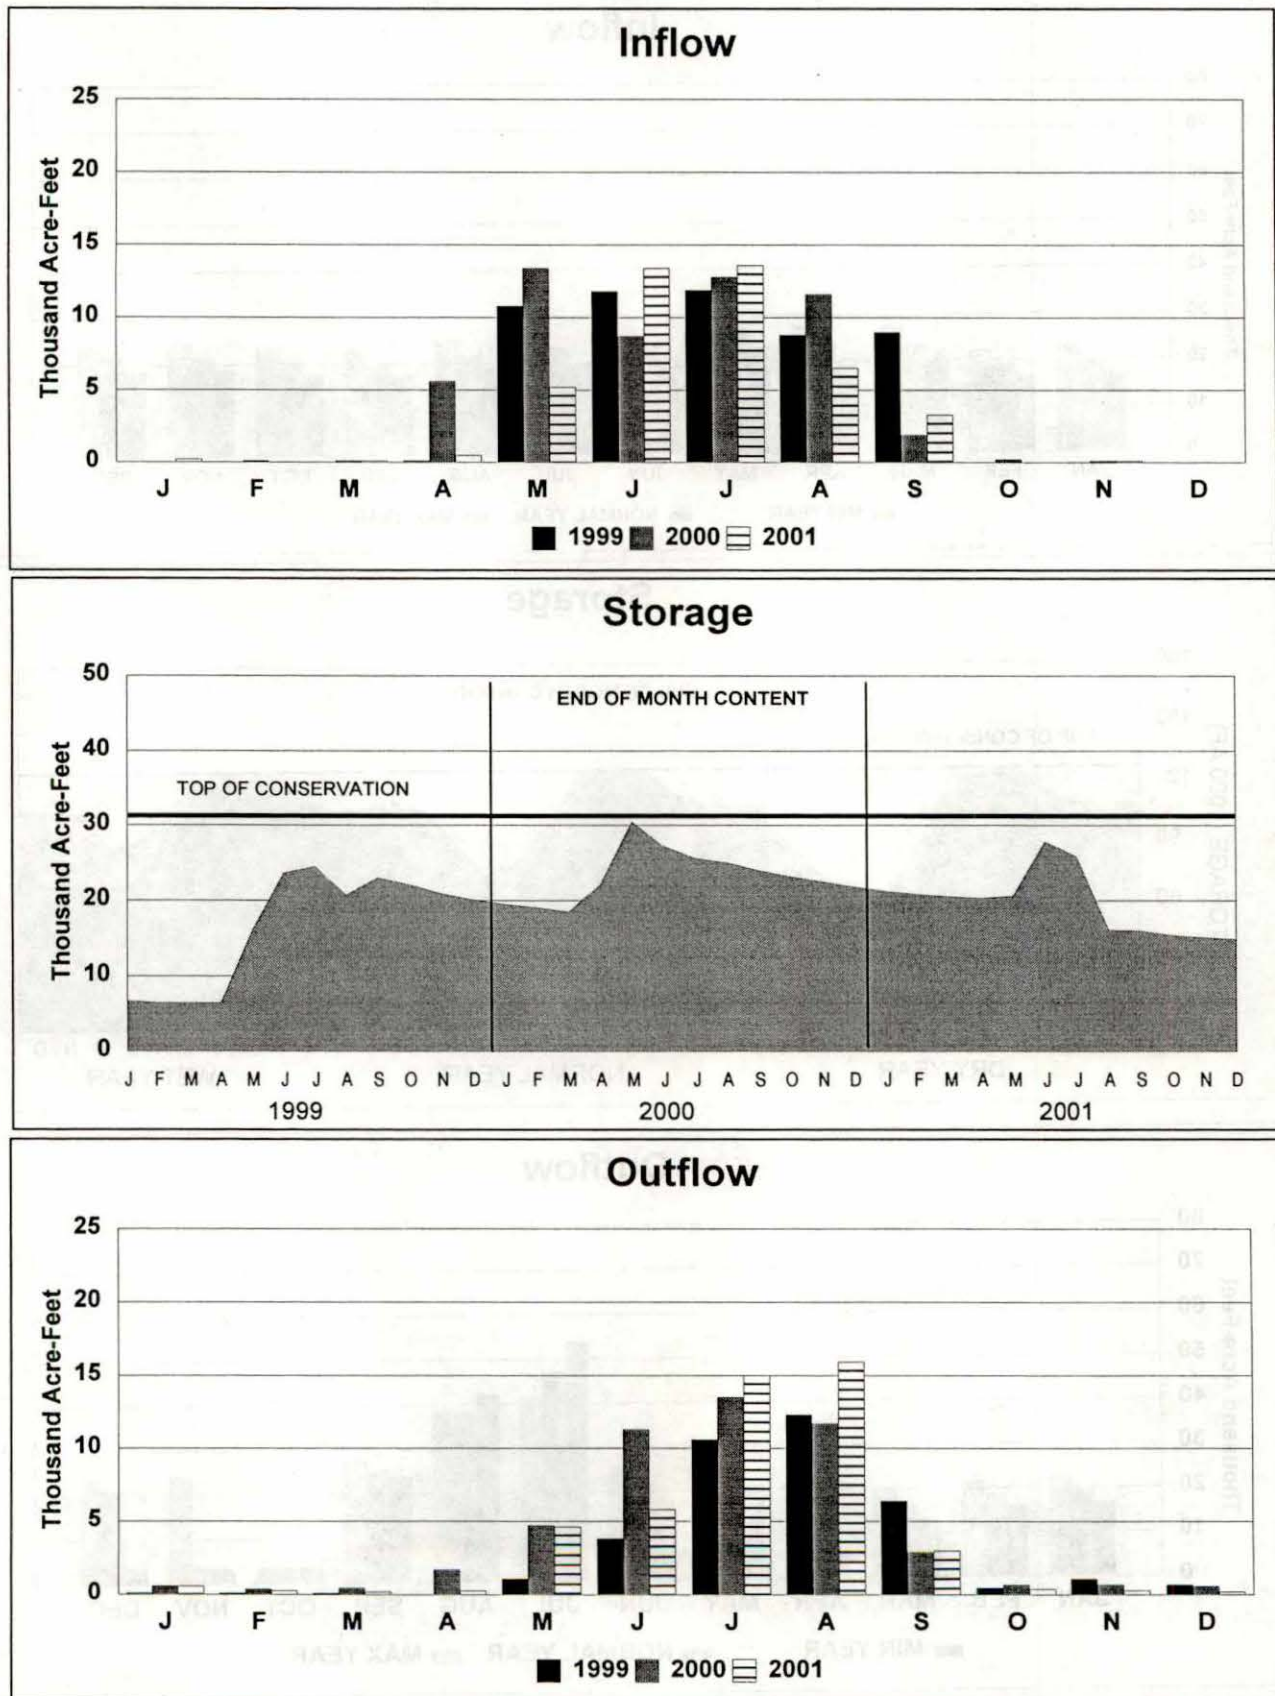 Inflow
Thousand Acre-Feet
25
20
15
10
5
0
J F M A M J J A S O N D
1999 2000 2001
Storage
Thousand Acre-Feet
50
40
30
20
10
0
END OF MONTH CONTENT
TOP OF CONSERVATION
J F M A M J J A S O N D J F M A M J J A S O N D J F M A M J J A S O N D
1999 2000 2001
Outflow
Thousand Acre-Feet
25
20
15
10
5
0
J F M A M J J A S O N D
1999 2000 2001